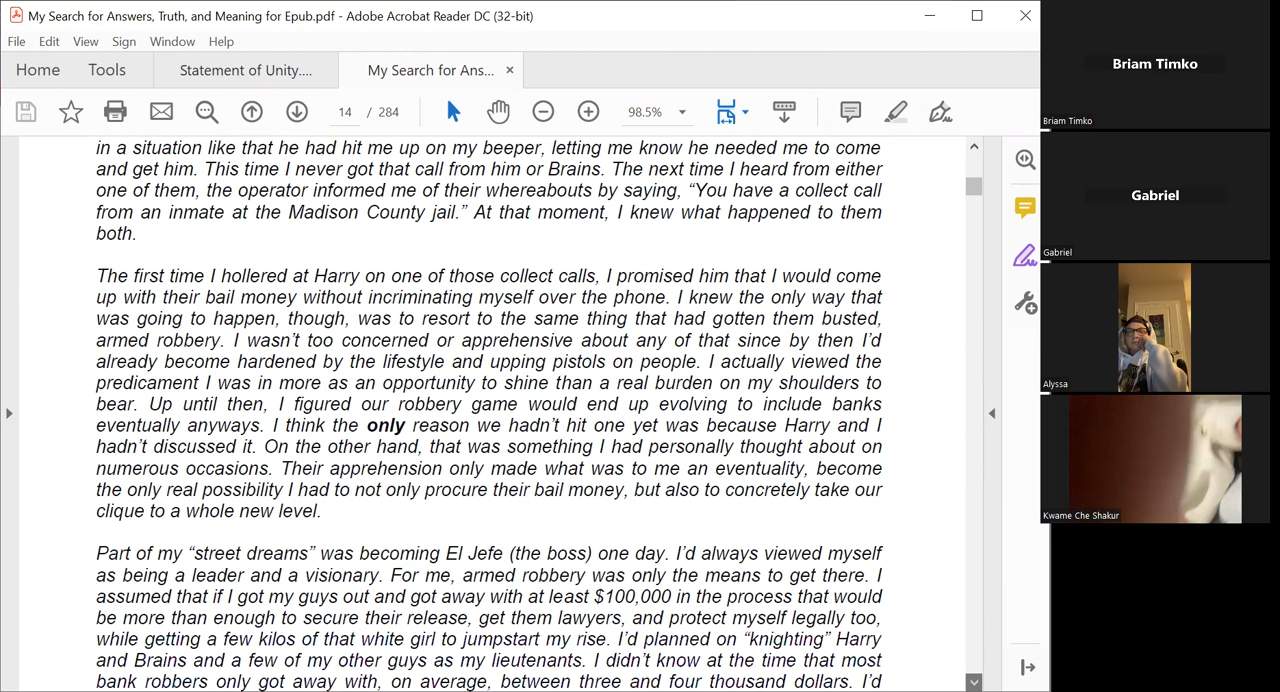 My Search for Answers, Truth, and Meaning for Epub.pdf - Adobe Acrobat Reader DC (32-bit)
File Edit View Sign Window Help
Home Tools Statement of Unity.... My Search for Ans... ×
14 / 284 98.5%
in a situation like that he had hit me up on my beeper, letting me know he needed me to come
and get him. This time I never got that call from him or Brains. The next time I heard from either
one of them, the operator informed me of their whereabouts by saying, “You have a collect call
from an inmate at the Madison County jail.” At that moment, I knew what happened to them
both.
The first time I hollered at Harry on one of those collect calls, I promised him that I would come
up with their bail money without incriminating myself over the phone. I knew the only way that
was going to happen, though, was to resort to the same thing that had gotten them busted,
armed robbery. I wasn’t too concerned or apprehensive about any of that since by then I’d
already become hardened by the lifestyle and upping pistols on people. I actually viewed the
predicament I was in more as an opportunity to shine than a real burden on my shoulders to
bear. Up until then, I figured our robbery game would end up evolving to include banks
eventually anyways. I think the only reason we hadn’t hit one yet was because Harry and I
hadn’t discussed it. On the other hand, that was something I had personally thought about on
numerous occasions. Their apprehension only made what was to me an eventuality, become
the only real possibility I had to not only procure their bail money, but also to concretely take our
clique to a whole new level.
Part of my “street dreams” was becoming El Jefe (the boss) one day. I’d always viewed myself
as being a leader and a visionary. For me, armed robbery was only the means to get there. I
assumed that if I got my guys out and got away with at least $100,000 in the process that would
be more than enough to secure their release, get them lawyers, and protect myself legally too,
while getting a few kilos of that white girl to jumpstart my rise. I’d planned on “knighting” Harry
and Brains and a few of my other guys as my lieutenants. I didn’t know at the time that most
bank robbers only got away with, on average, between three and four thousand dollars. I’d
Briam Timko
Briam Timko
Gabriel
Gabriel
Alyssa
Kwame Che Shakur